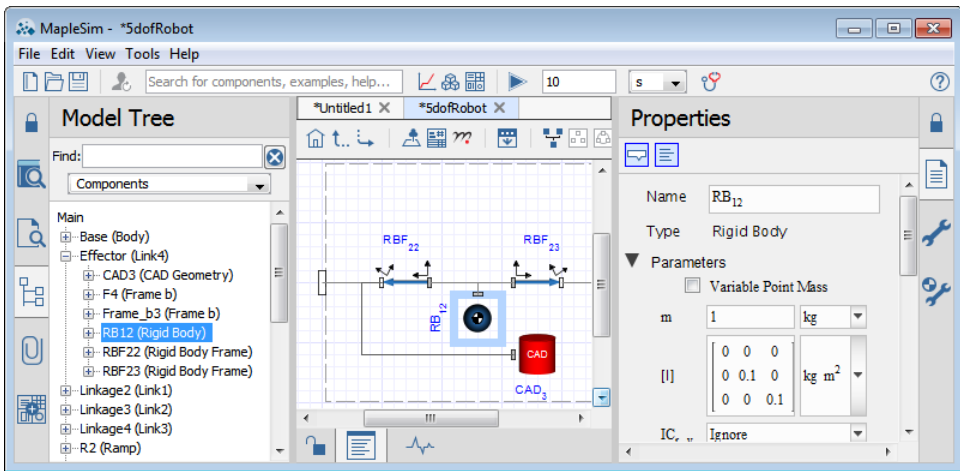 MapleSim - *5dofRobot
File Edit View Tools Help
Search for components, examples, help...
10
s
Model Tree
Find:
Components
Main
Base (Body)
Effector (Link4)
CAD3 (CAD Geometry)
F4 (Frame b)
Frame_b3 (Frame b)
RB12 (Rigid Body)
RBF22 (Rigid Body Frame)
RBF23 (Rigid Body Frame)
Linkage2 (Link1)
Linkage3 (Link2)
Linkage4 (Link3)
R2 (Ramp)
*Untitled1
*5dofRobot
RBF22
RBF23
RB12
CAD
CAD3
Properties
Name RB12
Type Rigid Body
Parameters
Variable Point Mass
m 1 kg
0 0 0
[I] 0 0.1 0 kg m²
0 0 0.1
Ignore